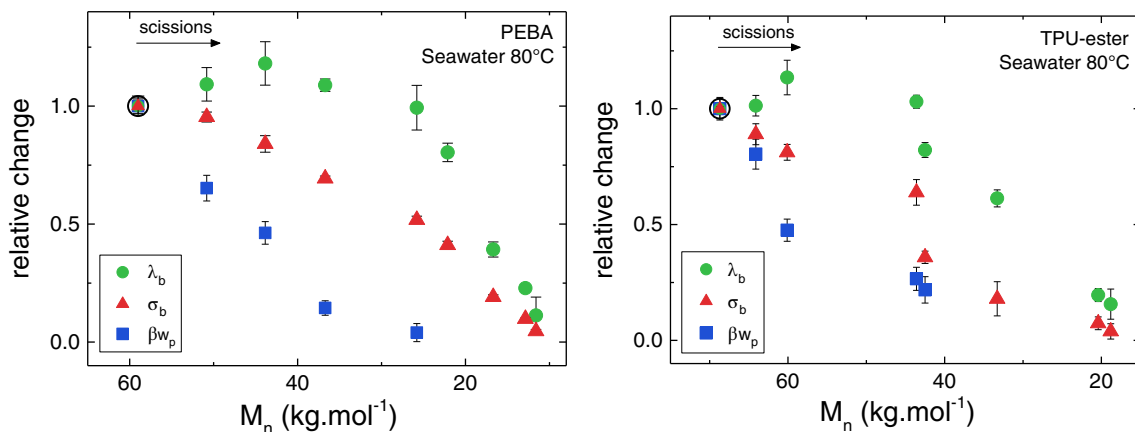 scissions
PEBA
Seawater 80°C
relative change
1.0
0.5
0.0
λb
σb
βwp
60
40
20
Mn (kg.mol-1)
scissions
TPU-ester
Seawater 80°C
relative change
1.0
0.5
0.0
λb
σb
βwp
60
40
20
Mn (kg.mol-1)